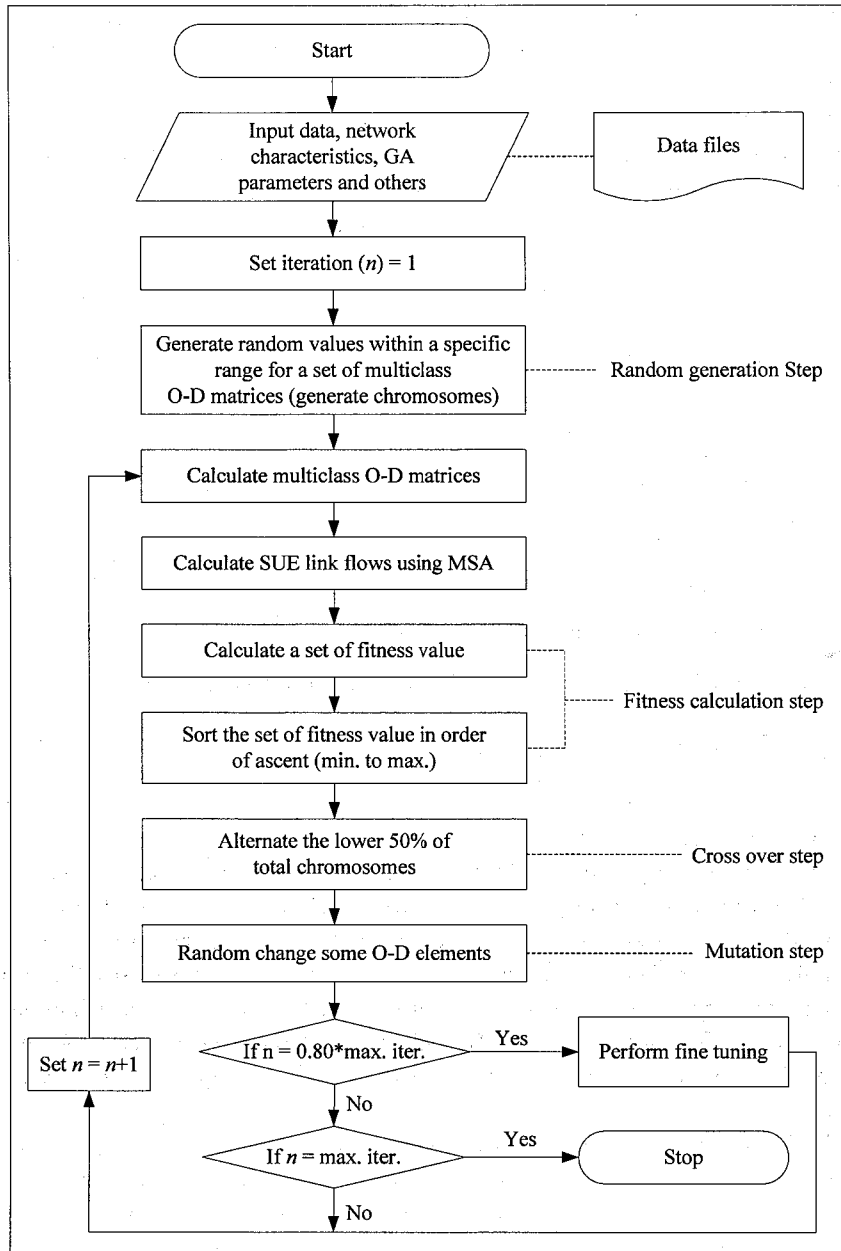 Start
Input data, network
characteristics, GA
parameters and others
Data files
Set iteration (n) = 1
Generate random values within a specific
range for a set of multiclass
O-D matrices (generate chromosomes)
Random generation Step
Calculate multiclass O-D matrices
Calculate SUE link flows using MSA
Calculate a set of fitness value
Fitness calculation step
Sort the set of fitness value in order
of ascent (min. to max.)
Alternate the lower 50% of
total chromosomes
Cross over step
Random change some O-D elements
Mutation step
If n = 0.80*max. iter.
Yes
Perform fine tuning
Set n = n+1
No
If n = max. iter.
Yes
Stop
No